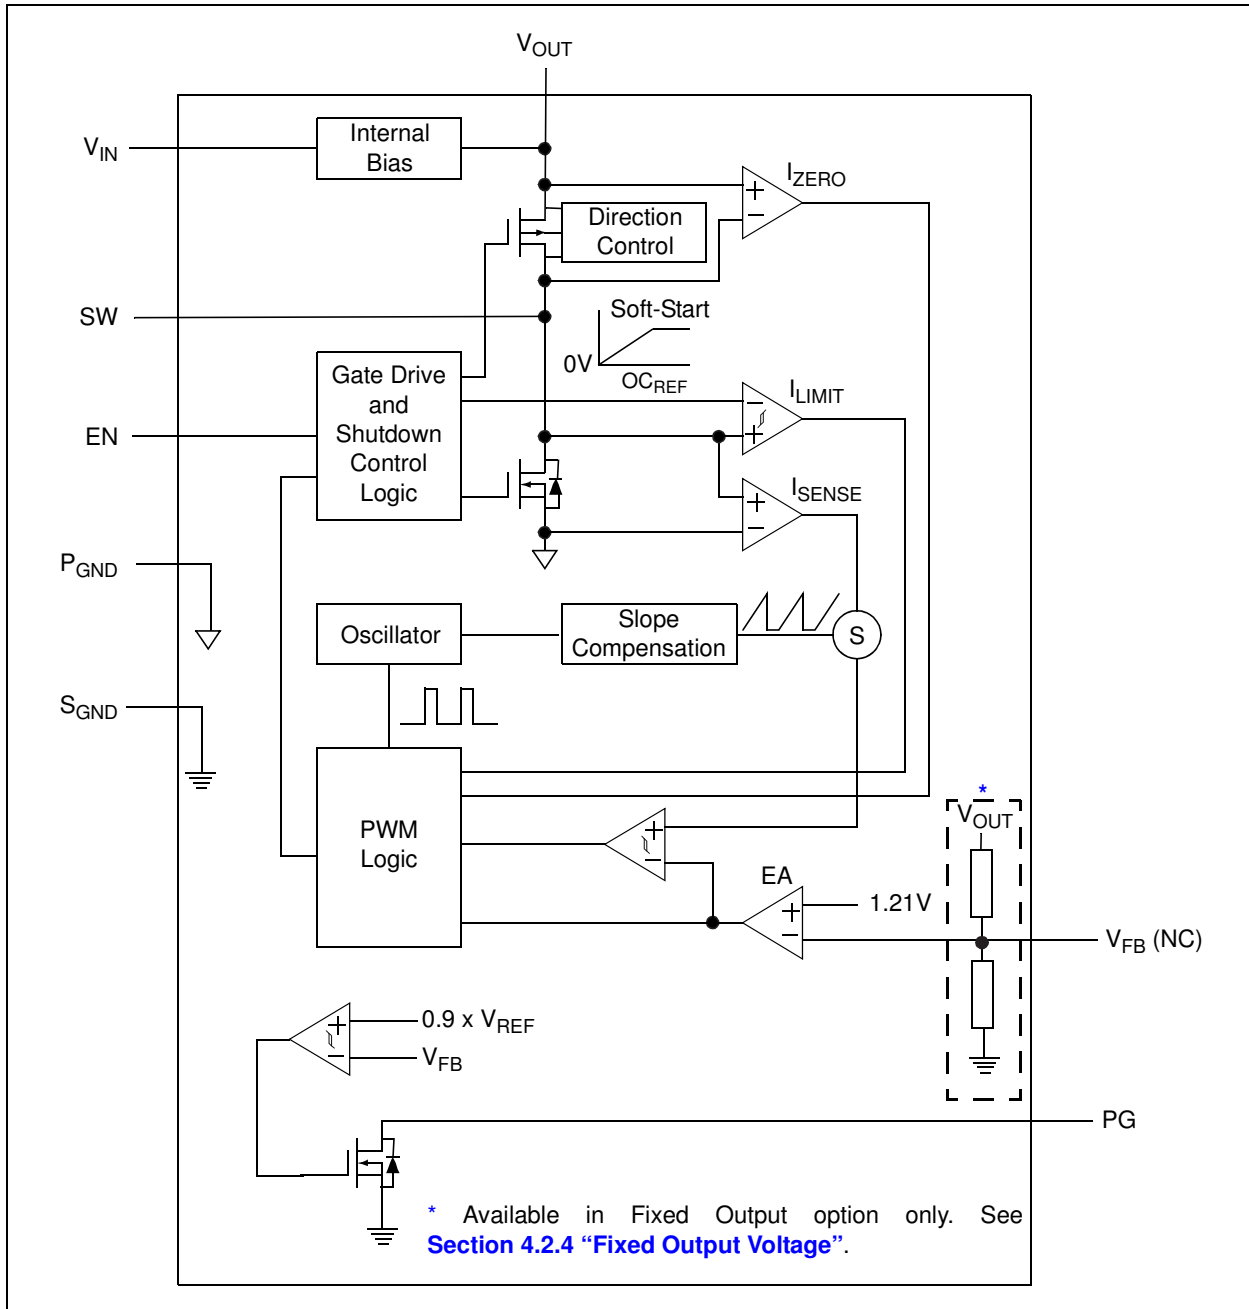 VOUT
VIN
Internal
Bias
IZERO
+
−
Direction
Control
SW
Soft-Start
0V
OCREF
Gate Drive
and
Shutdown
Control
Logic
ILIMIT
−
+
EN
ISENSE
+
−
PGND
Oscillator
Slope
Compensation
S
SGND
PWM
Logic
*
VOUT
+
−
EA
+
−
1.21V
VFB (NC)
+
−
0.9 x VREF
VFB
PG
* Available in Fixed Output option only. See
Section 4.2.4 “Fixed Output Voltage”.